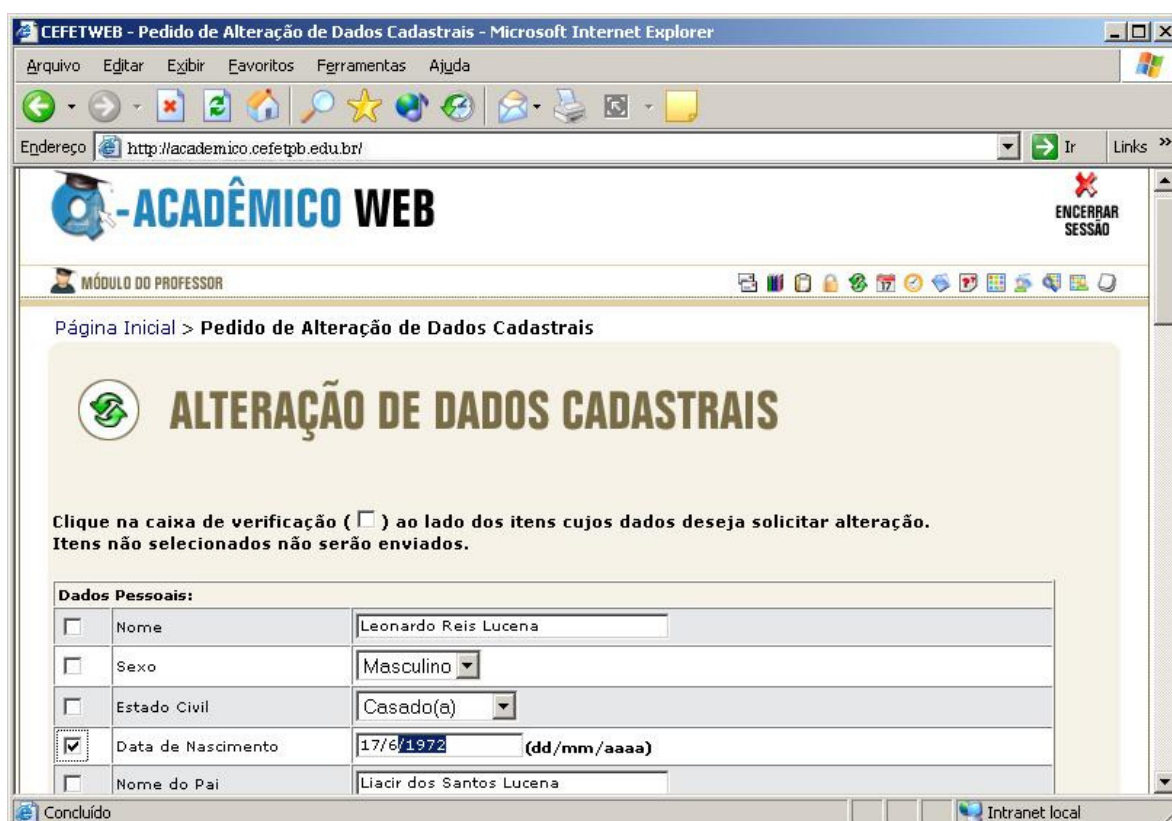 CEFETWEB - Pedido de Alteração de Dados Cadastrais - Microsoft Internet Explorer
Arquivo Editar Exibir Favoritos Ferramentas Ajuda
Endereço http://academico.cefetpb.edu.br/ Ir Links »
Q-ACADÊMICO WEB
ENCERRAR
SESSÃO
MÓDULO DO PROFESSOR
17
Página Inicial > Pedido de Alteração de Dados Cadastrais
ALTERAÇÃO DE DADOS CADASTRAIS
Clique na caixa de verificação ( ) ao lado dos itens cujos dados deseja solicitar alteração.
Itens não selecionados não serão enviados.
Dados Pessoais:
Nome Leonardo Reis Lucena
Sexo Masculino
Estado Civil Casado(a)
Data de Nascimento 17/6/1972 (dd/mm/aaaa)
Nome do Pai Liacir dos Santos Lucena
Concluído Intranet local